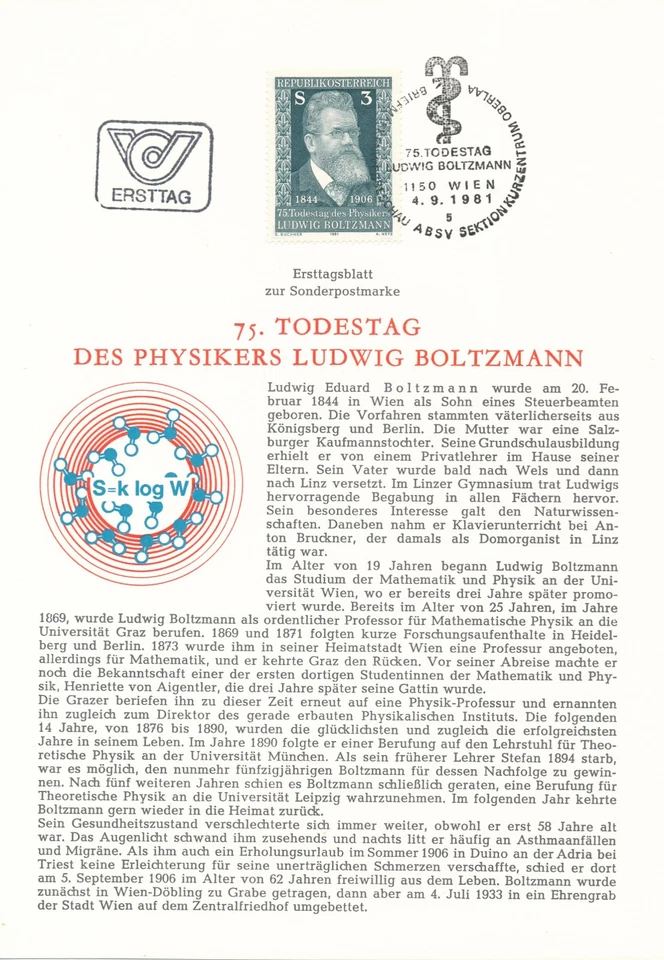 REPUBLIK ÖSTERREICH
S 3
1844 1906
75.Todestag des Physikers
LUDWIG BOLTZMANN
1981
ERSTTAG
75.TODESTAG
LUDWIG BOLTZMANN
1150 WIEN
4.9.1981
5
ABSV SEKTION KURZENTRUM OBERLAA
Ersttagsblatt
zur Sonderpostmarke
75. TODESTAG
DES PHYSIKERS LUDWIG BOLTZMANN
S=k log W
Ludwig Eduard Boltzmann wurde am 20. Fe-
bruar 1844 in Wien als Sohn eines Steuerbeamten
geboren. Die Vorfahren stammten väterlicherseits aus
Königsberg und Berlin. Die Mutter war eine Salz-
burger Kaufmannstochter. Seine Grundschulausbildung
erhielt er von einem Privatlehrer im Hause seiner
Eltern. Sein Vater wurde bald nach Wels und dann
nach Linz versetzt. Im Linzer Gymnasium trat Ludwigs
hervorragende Begabung in allen Fächern hervor.
Sein besonderes Interesse galt den Naturwissen-
schaften. Daneben nahm er Klavierunterricht bei An-
ton Bruckner, der damals als Domorganist in Linz
tätig war.
Im Alter von 19 Jahren begann Ludwig Boltzmann
das Studium der Mathematik und Physik an der Uni-
versität Wien, wo er bereits drei Jahre später promo-
viert wurde. Bereits im Alter von 25 Jahren, im Jahre
1869, wurde Ludwig Boltzmann als ordentlicher Professor für Mathematische Physik an die
Universität Graz berufen. 1869 und 1871 folgten kurze Forschungsaufenthalte in Heidel-
berg und Berlin. 1873 wurde ihm in seiner Heimatstadt Wien eine Professur angeboten,
allerdings für Mathematik, und er kehrte Graz den Rücken. Vor seiner Abreise machte er
noch die Bekanntschaft einer der ersten dortigen Studentinnen der Mathematik und Phy-
sik, Henriette von Aigentler, die drei Jahre später seine Gattin wurde.
Die Grazer beriefen ihn zu dieser Zeit erneut auf eine Physik-Professur und ernannten
ihn zugleich zum Direktor des gerade erbauten Physikalischen Instituts. Die folgenden
14 Jahre, von 1876 bis 1890, wurden die glücklichsten und zugleich die erfolgreichsten
Jahre in seinem Leben. Im Jahre 1890 folgte er einer Berufung auf den Lehrstuhl für Theo-
retische Physik an der Universität München. Als sein früherer Lehrer Stefan 1894 starb,
war es möglich, den nunmehr fünfzigjährigen Boltzmann für dessen Nachfolge zu gewin-
nen. Nach fünf weiteren Jahren schien es Boltzmann schließlich geraten, eine Berufung für
Theoretische Physik an die Universität Leipzig wahrzunehmen. Im folgenden Jahr kehrte
Boltzmann gern wieder in die Heimat zurück.
Sein Gesundheitszustand verschlechterte sich immer weiter, obwohl er erst 58 Jahre alt
war. Das Augenlicht schwand ihm zusehends und nachts litt er häufig an Asthmaanfällen
und Migräne. Als ihm auch ein Erholungsurlaub im Sommer 1906 in Duino an der Adria bei
Triest keine Erleichterung für seine unerträglichen Schmerzen verschaffte, schied er dort
am 5. September 1906 im Alter von 62 Jahren freiwillig aus dem Leben. Boltzmann wurde
zunächst in Wien-Döbling zu Grabe getragen, dann aber am 4. Juli 1933 in ein Ehrengrab
der Stadt Wien auf dem Zentralfriedhof umgebettet.